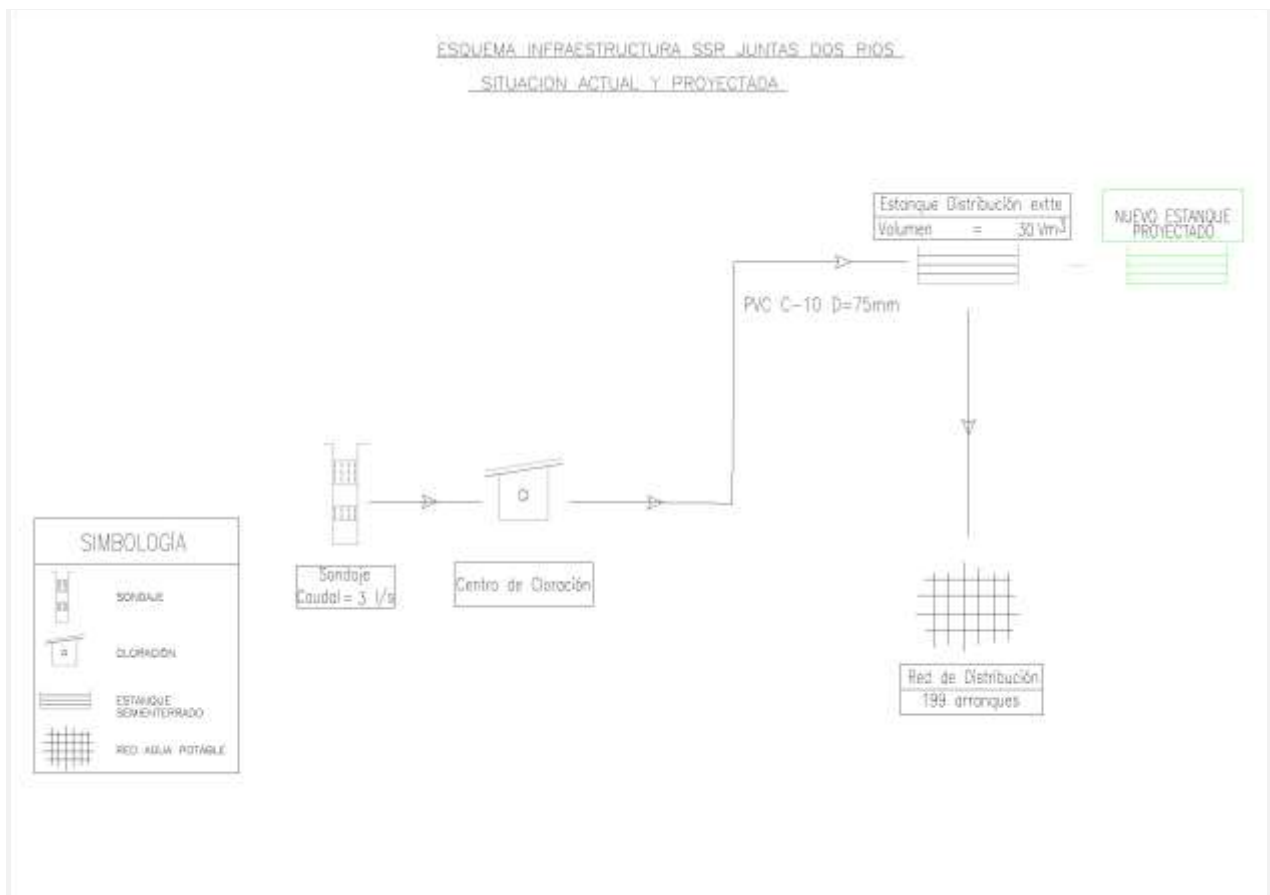 ESQUEMA INFRAESTRUCTURA SSR JUNTAS DOS RIOS
SITUACION ACTUAL Y PROYECTADA
Estanque Distribución extte
Volumen = 30 Vm3
NUEVO ESTANQUE
PROYECTADO
PVC C-10 D=75mm
Sondaje
Caudal = 3 l/s
Centro de Cloración
Red de Distribución
199 arranques
SIMBOLOGÍA
SONDAJE
CLORACIÓN
ESTANQUE
SEMIENTERRADO
RED AGUA POTABLE